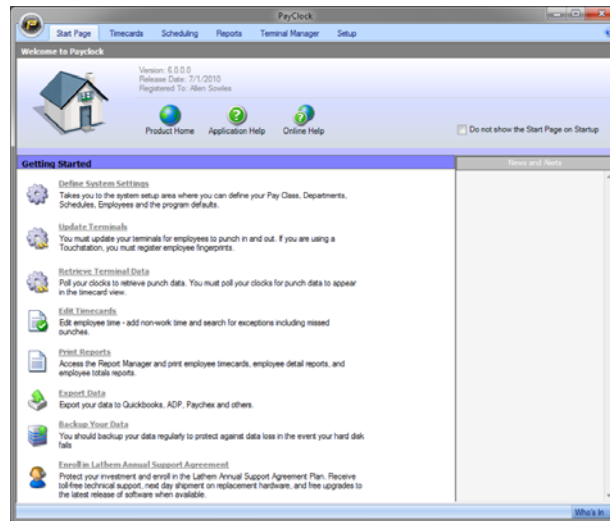 PayClock
Start Page Timecards Scheduling Reports Terminal Manager Setup
Welcome to Payclock
Version: 6.0.0.0
Release Date: 7/1/2010
Registered To: Allen Sowles
Product Home Application Help Online Help
Do not show the Start Page on Startup
Getting Started
News and Alerts
Define System Settings
Takes you to the system setup area where you can define your Pay Class, Departments,
Schedules, Employees and the program defaults.
Update Terminals
You must update your terminals for employees to punch in and out. If you are using a
Touchstation, you must register employee fingerprints.
Retrieve Terminal Data
Poll your clocks to retrieve punch data. You must poll your clocks for punch data to appear
in the timecard view.
Edit Timecards
Edit employee time - add non-work time and search for exceptions including missed
punches.
Print Reports
Access the Report Manager and print employee timecards, employee detail reports, and
employee totals reports.
Export Data
Export your data to Quickbooks, ADP, Paychex and others.
Backup Your Data
You should backup your data regularly to protect against data loss in the event your hard disk
fails
Enroll in Lathem Annual Support Agreement
Protect your investment and enroll in the Lathem Annual Support Agreement Plan. Receive
toll-free technical support, next day shipment on replacement hardware, and free upgrades to
the latest release of software when available.
Who's In